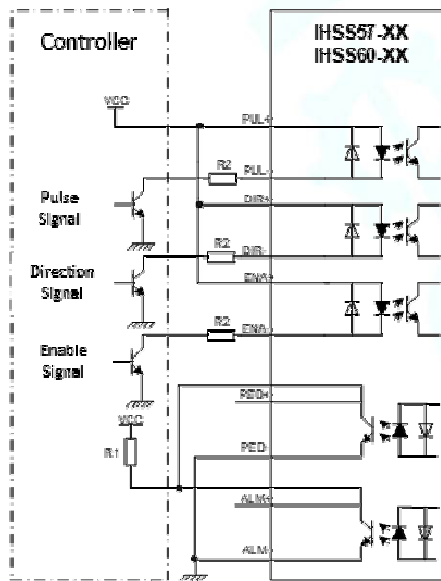 Controller
IHSS57-XX
IHSS60-XX
VCC
PUL+
R2
PUL-
Pulse
Signal
DIR+
R2
DIR-
Direction
Signal
ENA+
R2
ENA-
Enable
Signal
VCC
PED+
R1
PED-
ALM+
ALM-